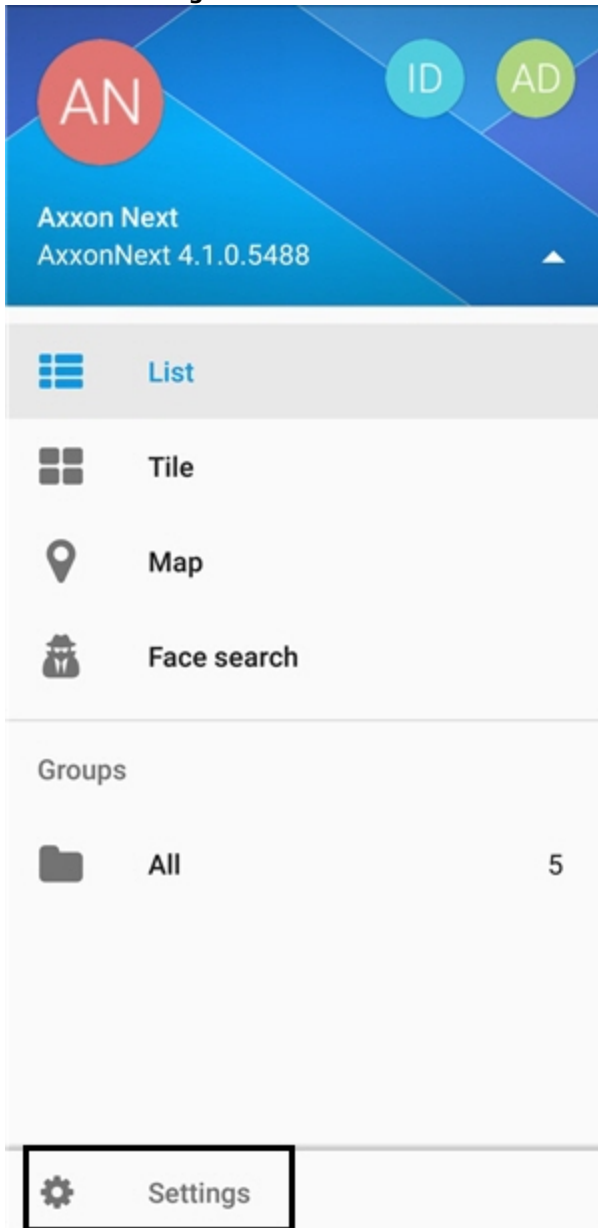 AN
ID
AD
Axxon Next
AxxonNext 4.1.0.5488
List
Tile
Map
Face search
Groups
All 5
Settings